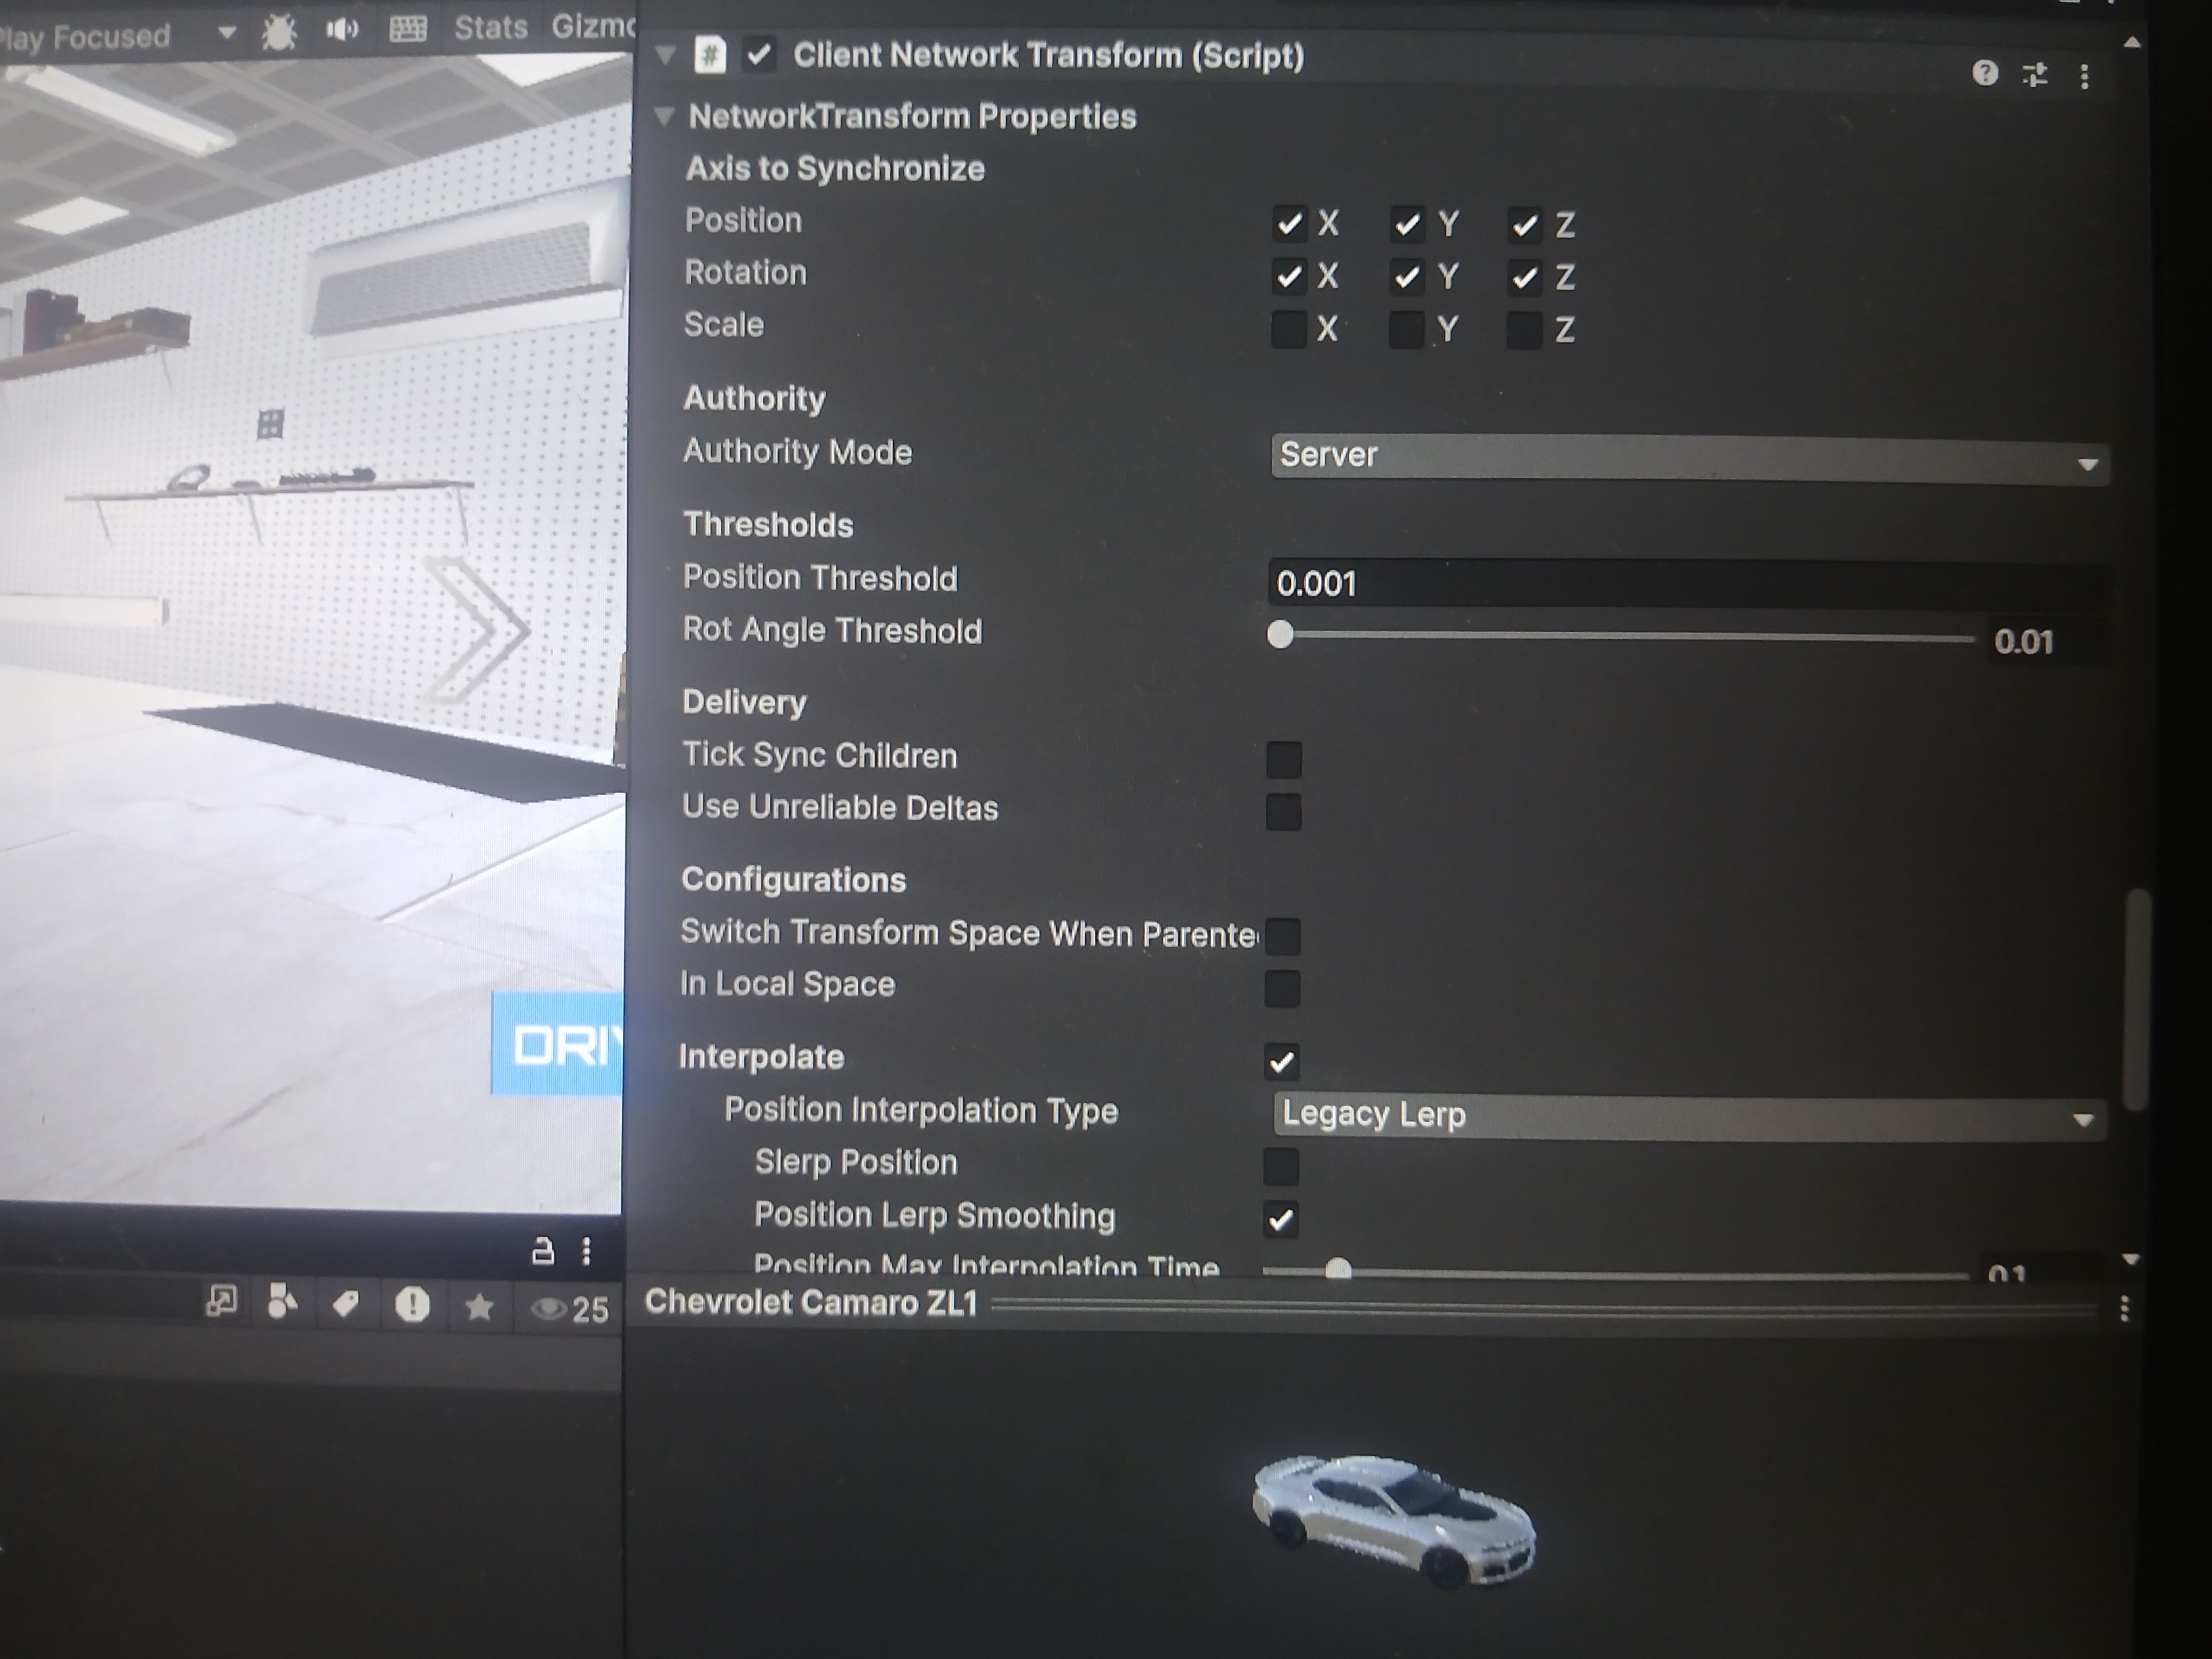 Play Focused
Stats
Gizmo
Client Network Transform (Script)
NetworkTransform Properties
Axis to Synchronize
Position X Y Z
Rotation X Y Z
Scale X Y Z
Authority
Authority Mode Server
Thresholds
Position Threshold 0.001
Rot Angle Threshold 0.01
Delivery
Tick Sync Children
Use Unreliable Deltas
Configurations
Switch Transform Space When Parente
In Local Space
DRI
Interpolate
Position Interpolation Type Legacy Lerp
Slerp Position
Position Lerp Smoothing
Position Max Interpolation Time 0.1
25
Chevrolet Camaro ZL1